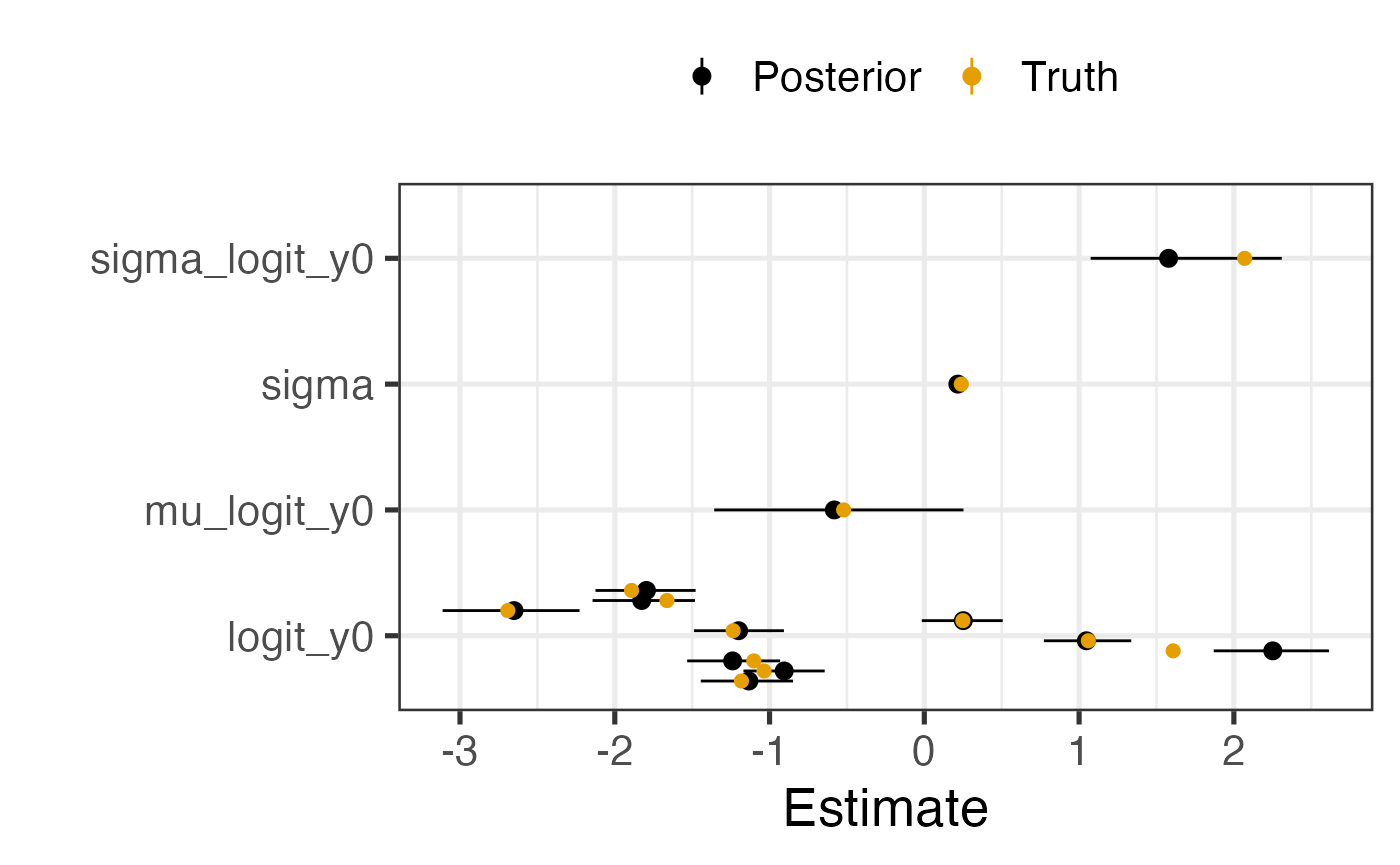 Posterior Truth
sigma_logit_y0
sigma
mu_logit_y0
logit_y0
-3 -2 -1 0 1 2
Estimate